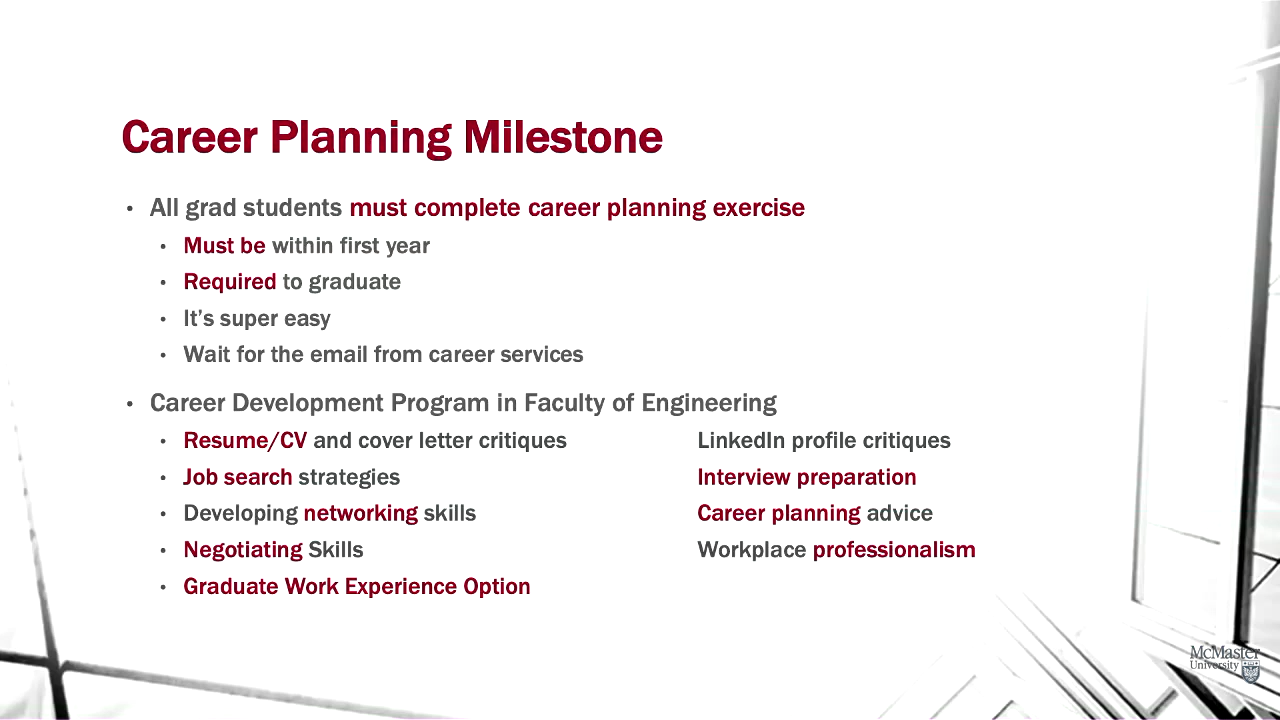 Career Planning Milestone
• All grad students must complete career planning exercise
• Must be within first year
• Required to graduate
• It's super easy
• Wait for the email from career services
• Career Development Program in Faculty of Engineering
• Resume/CV and cover letter critiques
• Job search strategies
• Developing networking skills
• Negotiating Skills
• Graduate Work Experience Option
LinkedIn profile critiques
Interview preparation
Career planning advice
Workplace professionalism
McMaster
University